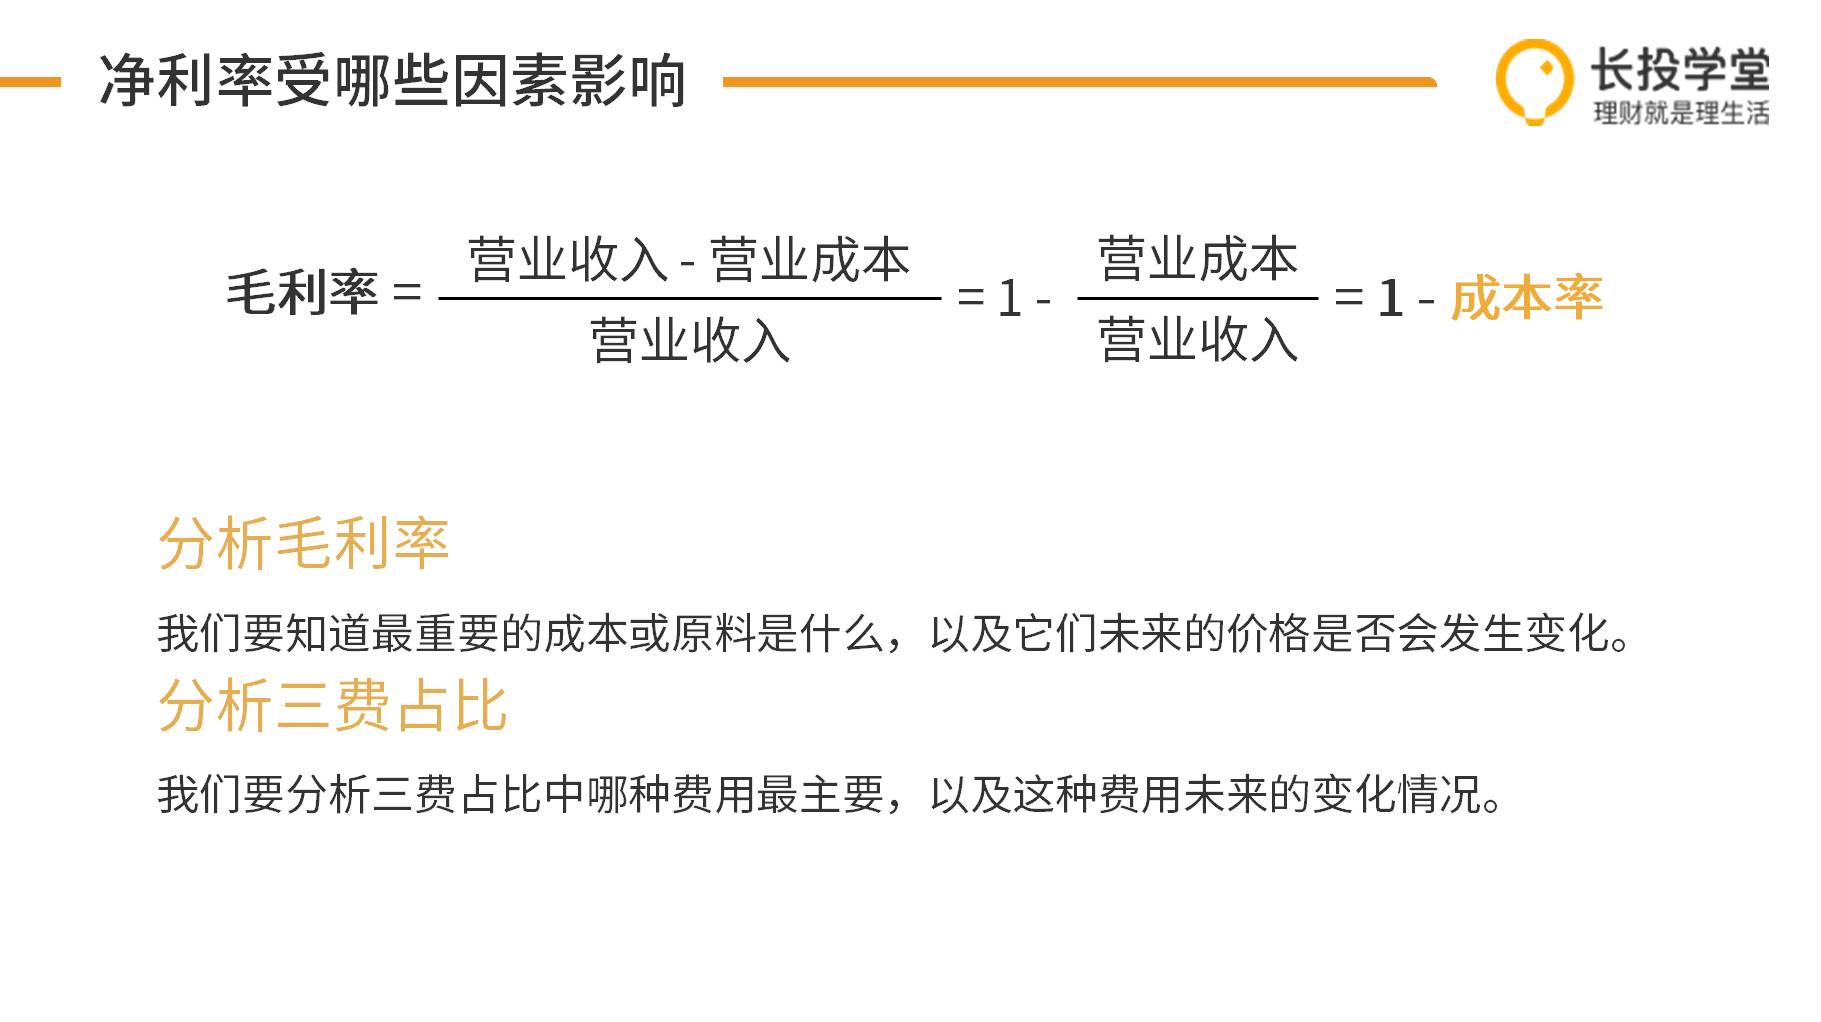 净利率受哪些因素影响
长投学堂
理财就是理生活
毛利率 = 营业收入 - 营业成本 / 营业收入 = 1 - 营业成本 / 营业收入 = 1 - 成本率
分析毛利率
我们要知道最重要的成本或原料是什么，以及它们未来的价格是否会发生变化。
分析三费占比
我们要分析三费占比中哪种费用最主要，以及这种费用未来的变化情况。